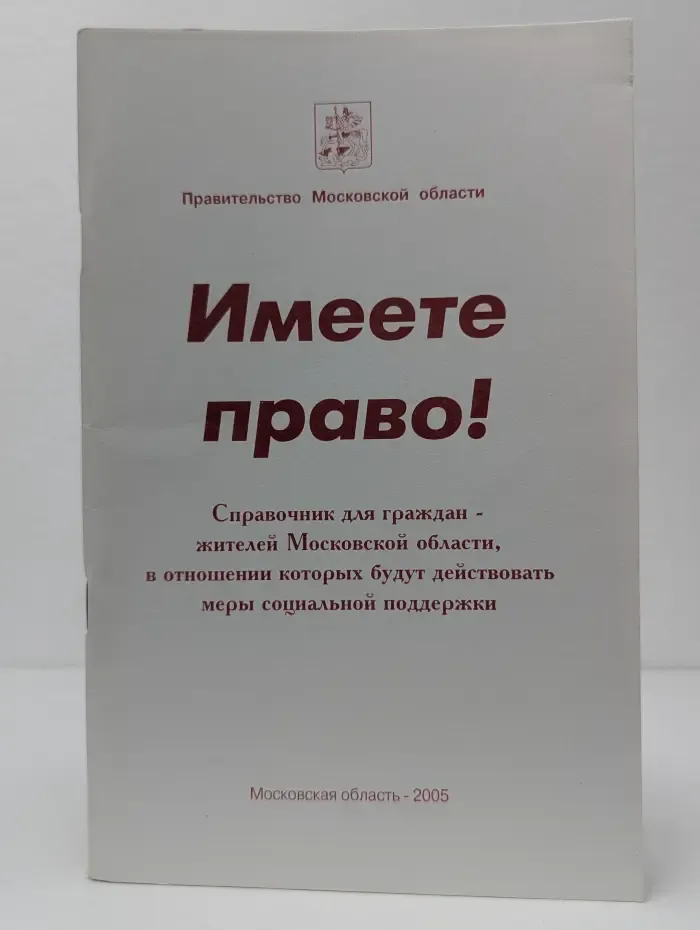 Правительство Московской области
Имеете
право!
Справочник для граждан -
жителей Московской области,
в отношении которых будут действовать
меры социальной поддержки
Московская область - 2005